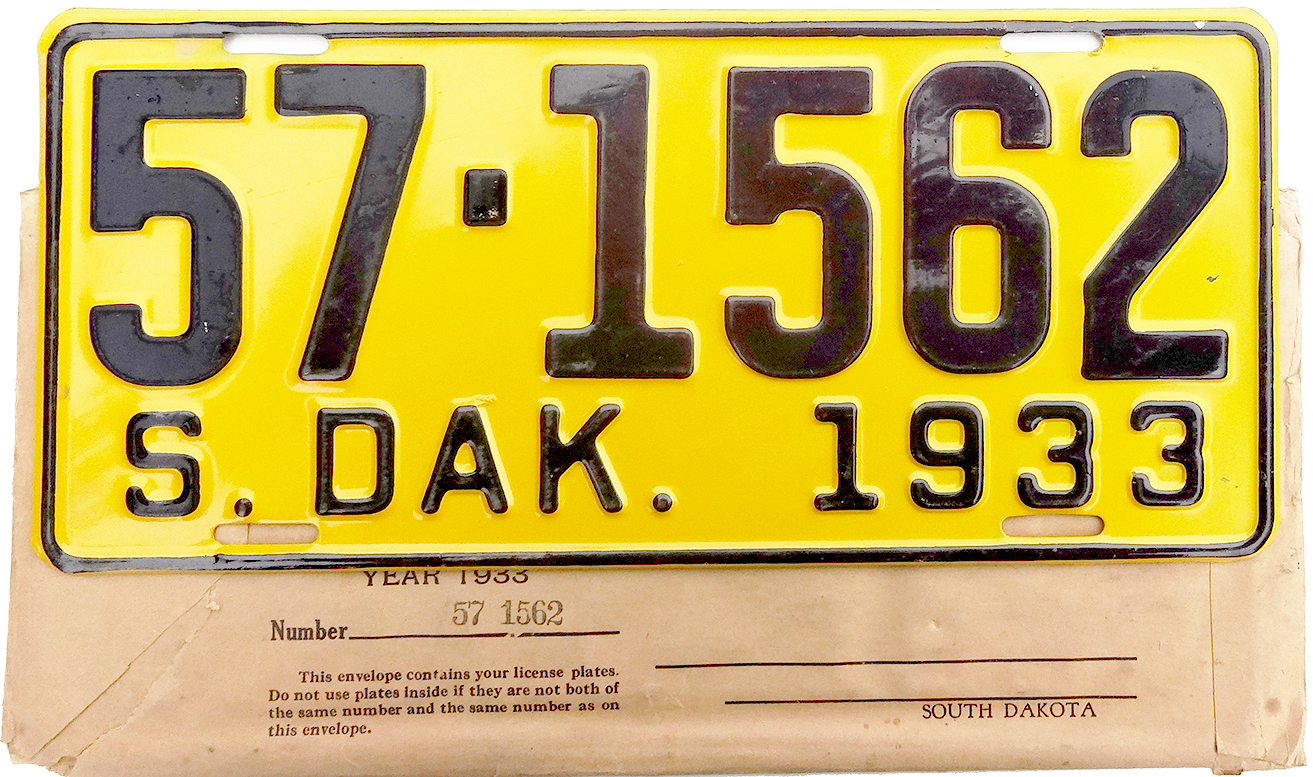 57-1562
S. DAK. 1933
YEAR 1933
57 1562
Number
This envelope contains your license plates.
Do not use plates inside if they are not both of
the same number and the same number as on
this envelope.
SOUTH DAKOTA